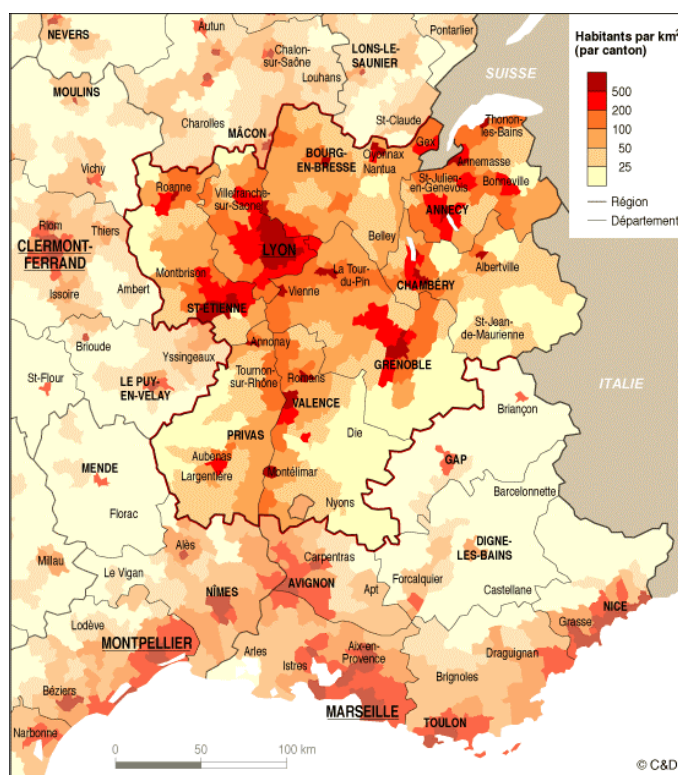 Habitants par km²
(par canton)
500
200
100
50
25
Région
Département
SUISSE
ITALIE
NEVERS
Autun
Chalon-
sur-Saône
LONS-LE-
SAUNIER
Pontarlier
MOULINS
Louhans
Charolles
MÂCON
St-Claude
Gex
Thonon-
les-Bains
Vichy
Roanne
BOURG-
EN-BRESSE
Oyonnax
Nantua
Annemasse
St-Julien-
en-Genevois
Bonneville
Villefranche-
sur-Saône
ANNECY
Riom
Thiers
CLERMONT-
FERRAND
LYON
Belley
Albertville
Issoire
Ambert
Montbrison
La Tour-
du-Pin
CHAMBÉRY
Vienne
ST-ÉTIENNE
St-Jean-
de-Maurienne
Brioude
Yssingeaux
Annonay
GRENOBLE
St-Flour
LE PUY-
EN-VELAY
Tournon-
sur-Rhône
Romans
VALENCE
Briançon
PRIVAS
Die
MENDE
Aubenas
Largentière
Montélimar
GAP
Florac
Nyons
Barcelonnette
Millau
Alès
Carpentras
DIGNE-
LES-BAINS
Le Vigan
NÎMES
AVIGNON
Apt
Forcalquier
Castellane
NICE
Lodève
Grasse
MONTPELLIER
Arles
Istres
Aix-en-
Provence
Draguignan
Brignoles
Béziers
MARSEILLE
TOULON
Narbonne
0 50 100 km
© C&D